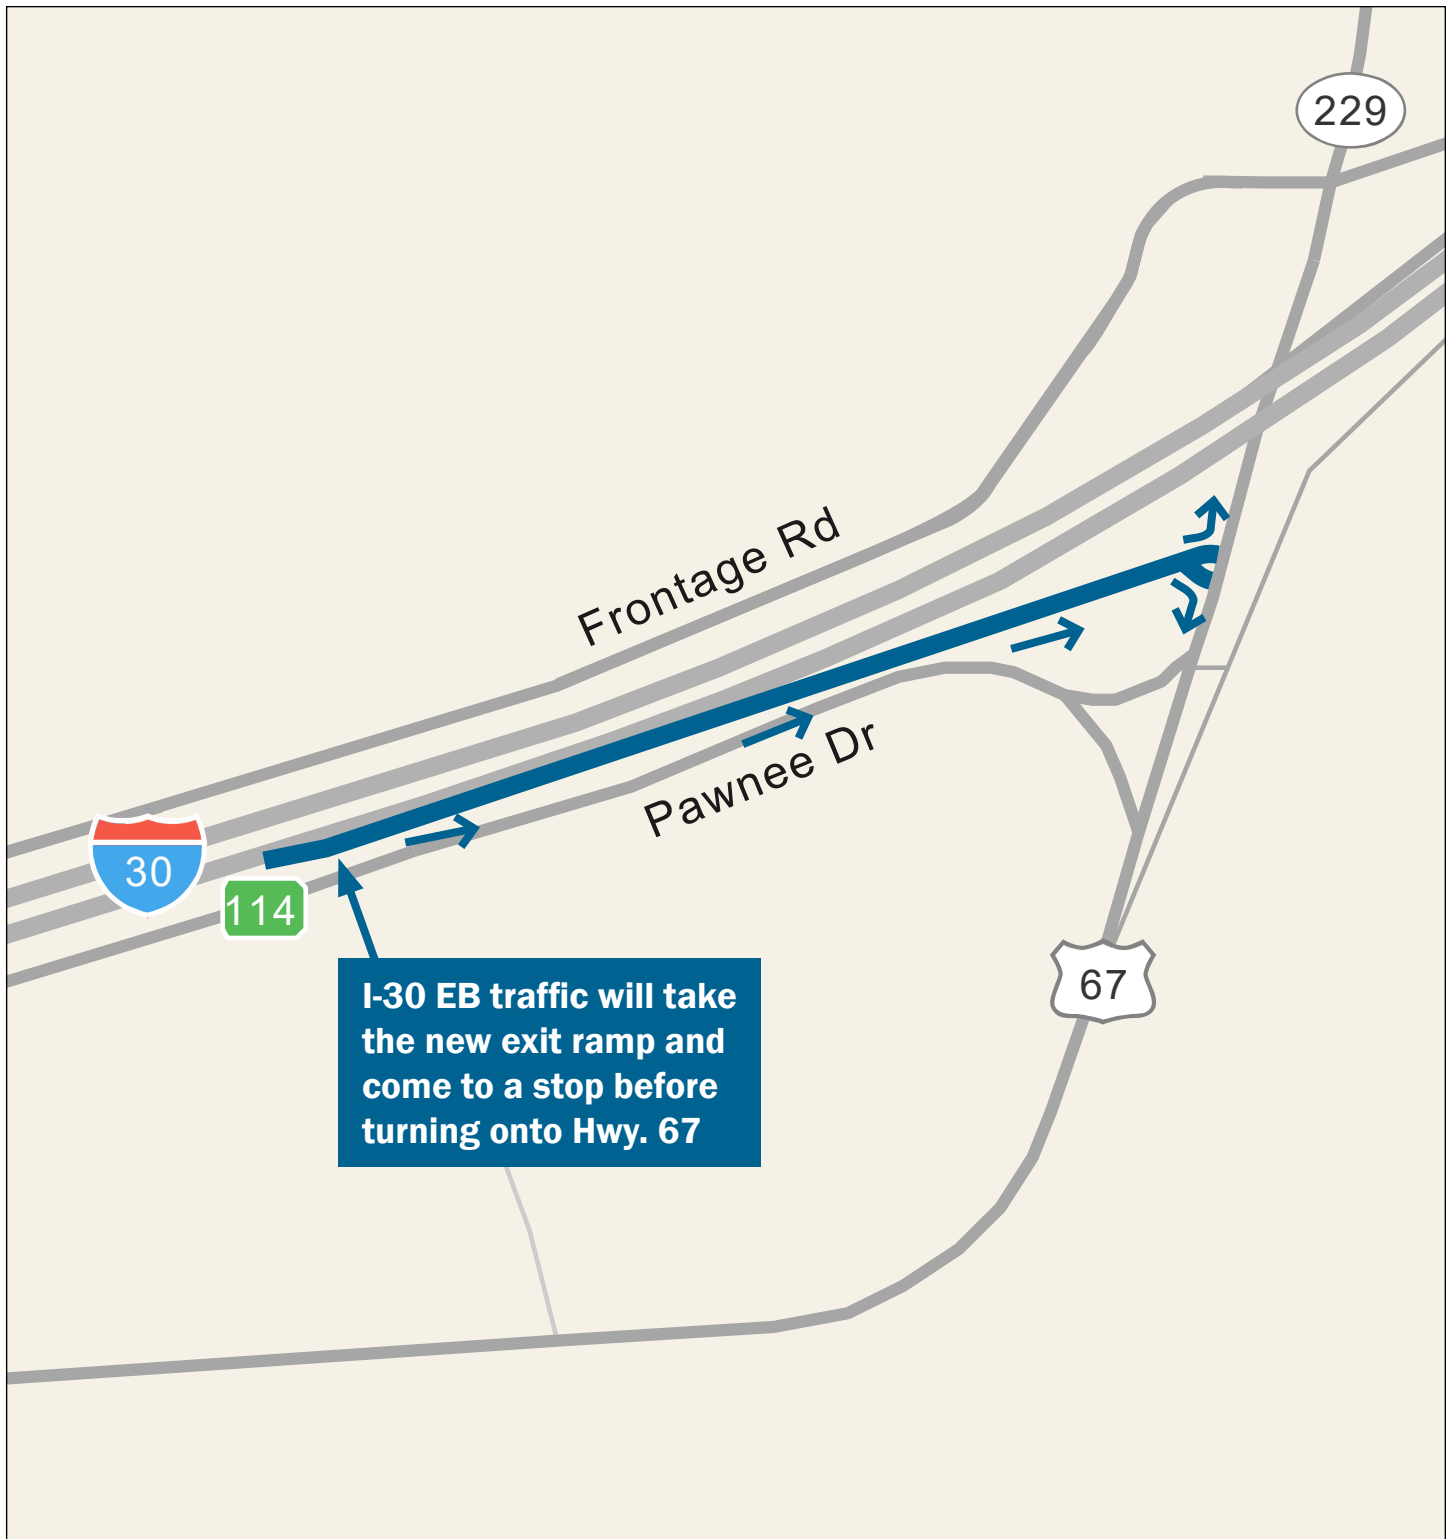 229
Frontage Rd
Pawnee Dr
30
114
I-30 EB traffic will take
the new exit ramp and
come to a stop before
turning onto Hwy. 67
67